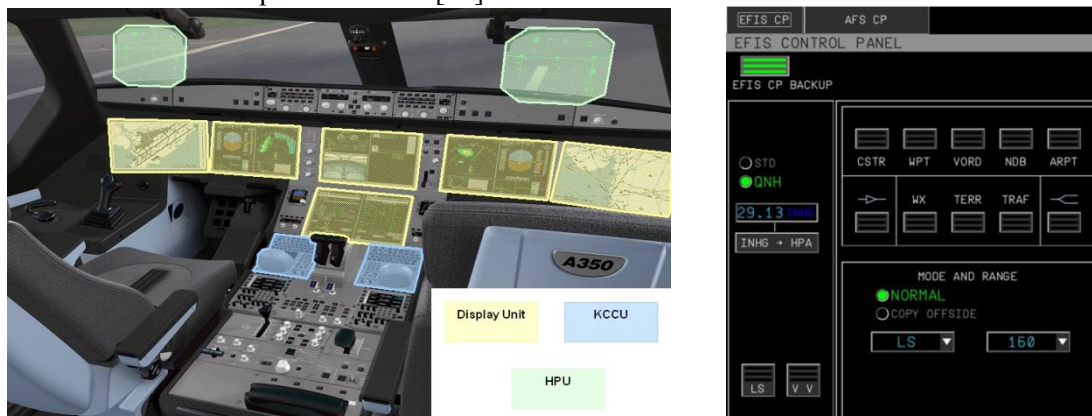 A350
Display Unit
KCCU
HPU
EFIS CP
AFS CP
EFIS CONTROL PANEL
EFIS CP BACKUP
STD
QNH
29.13 INHG
INHG → HPA
LS
V V
CSTR
WPT
VORD
NDB
ARPT
WX
TERR
TRAF
MODE AND RANGE
NORMAL
COPY OFFSIDE
LS
160